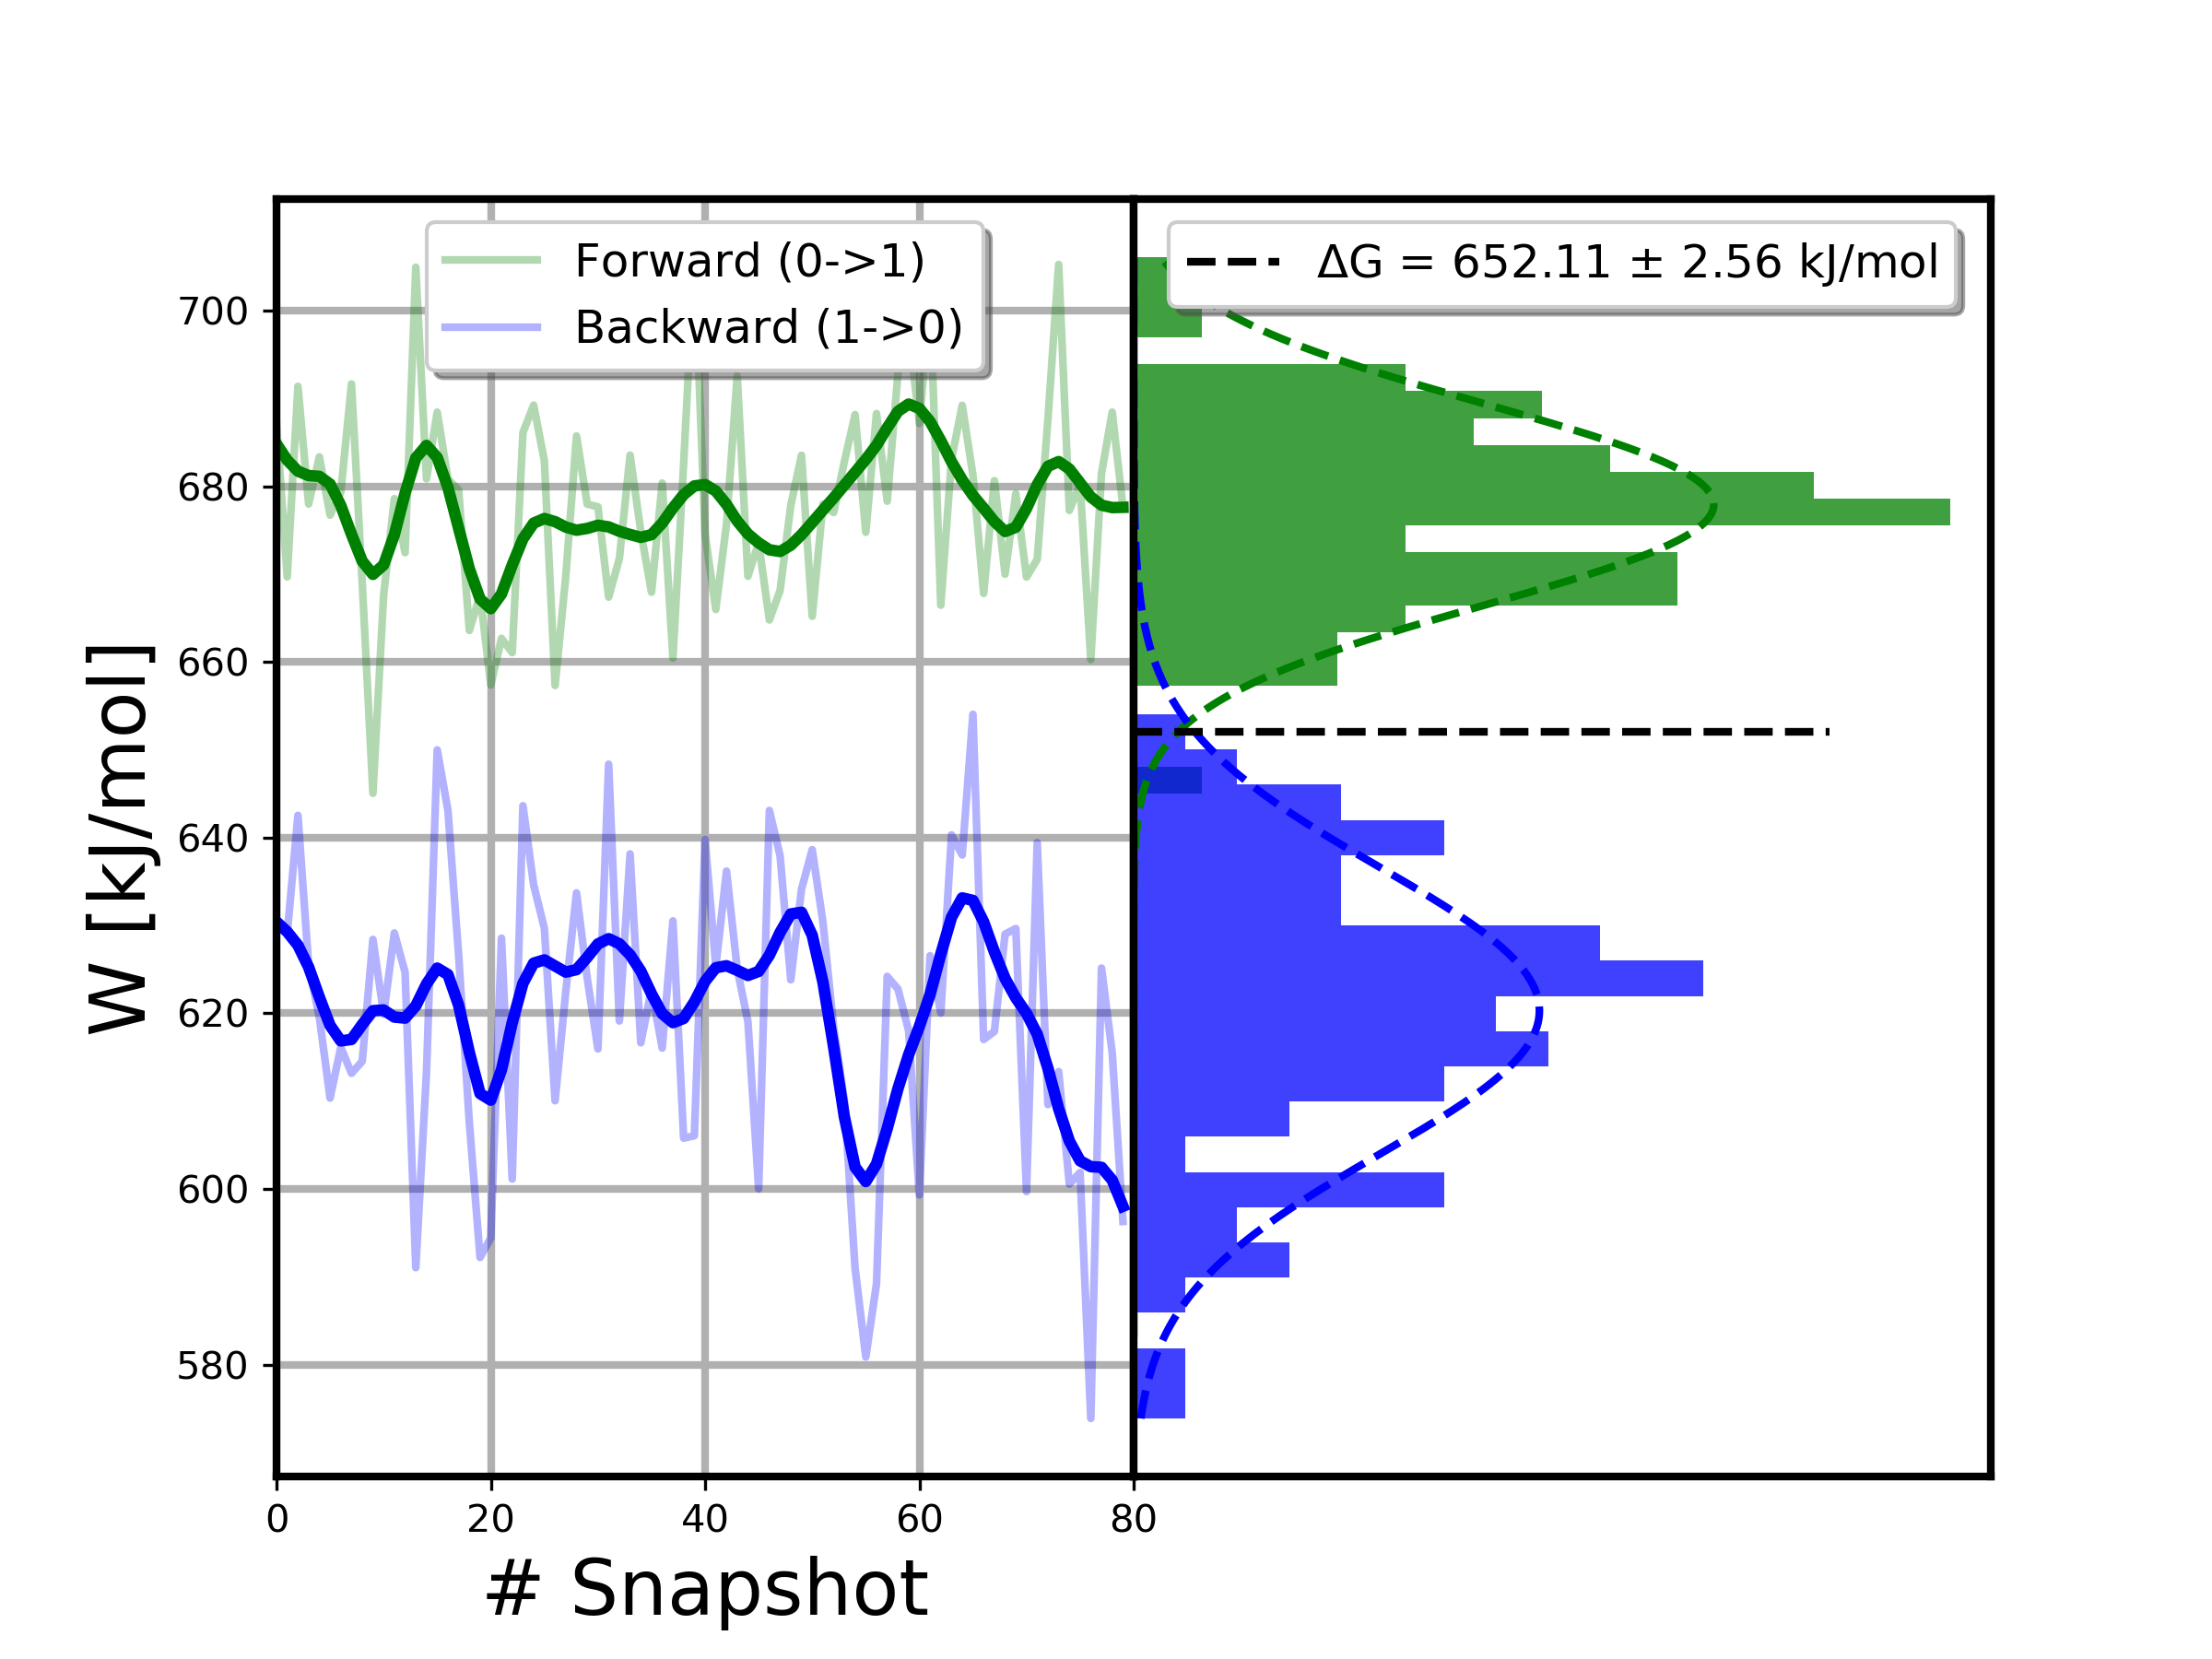 Forward (0->1)
Backward (1->0)
ΔG = 652.11 ± 2.56 kJ/mol
W [kJ/mol]
700
680
660
640
620
600
580
0 20 40 60 80
# Snapshot